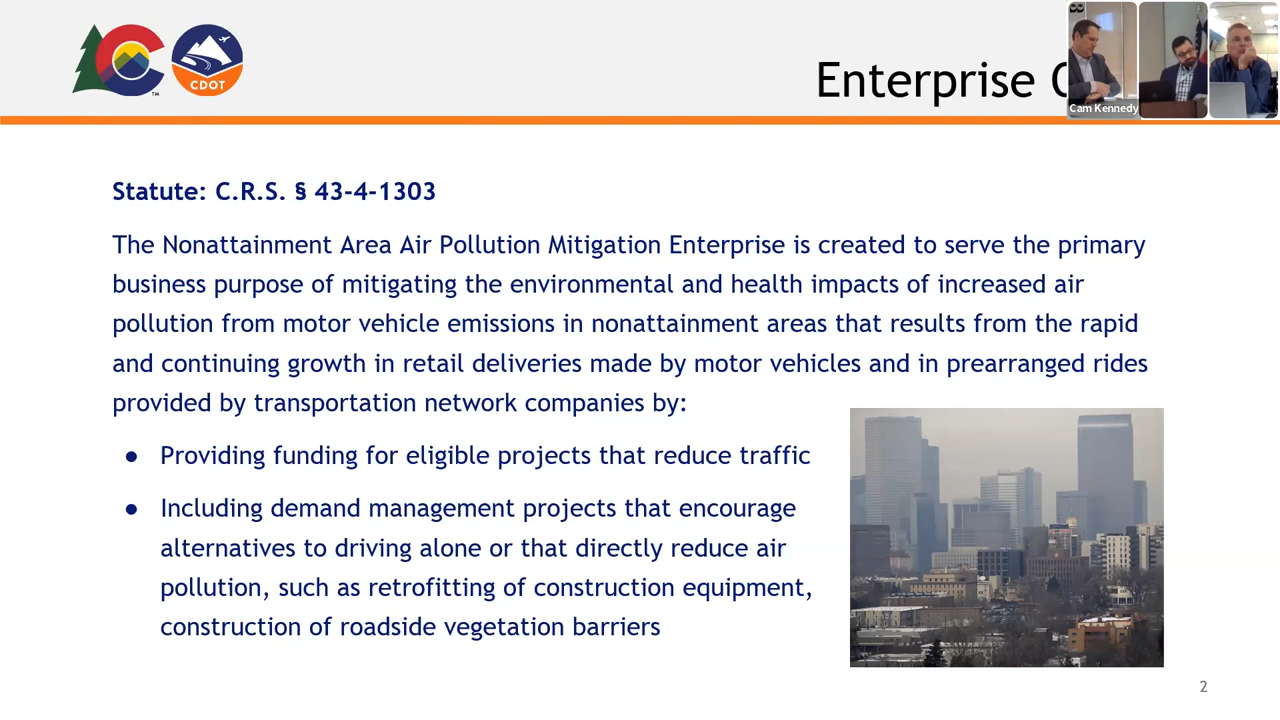 CDOT
TM
Enterprise
Cam Kennedy
Statute: C.R.S. § 43-4-1303
The Nonattainment Area Air Pollution Mitigation Enterprise is created to serve the primary
business purpose of mitigating the environmental and health impacts of increased air
pollution from motor vehicle emissions in nonattainment areas that results from the rapid
and continuing growth in retail deliveries made by motor vehicles and in prearranged rides
provided by transportation network companies by:
● Providing funding for eligible projects that reduce traffic
● Including demand management projects that encourage
alternatives to driving alone or that directly reduce air
pollution, such as retrofitting of construction equipment,
construction of roadside vegetation barriers
2